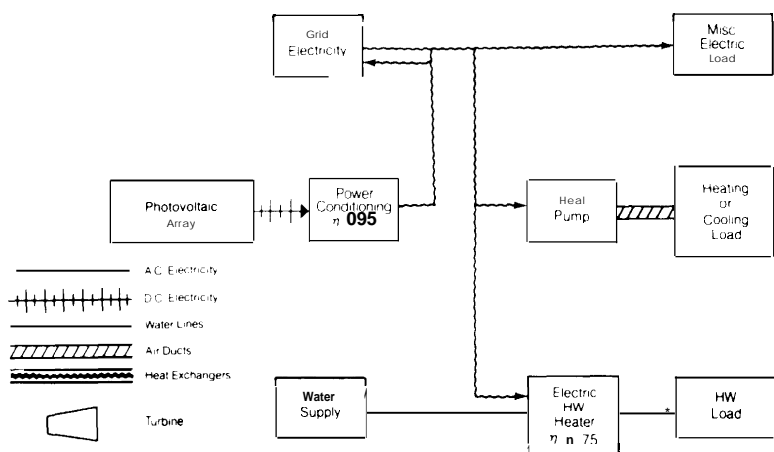 Grid
Electricity
Misc
Electric
Load
Photovoltaic
Array
Power
Conditioning
η 095
Heal
Pump
Heating
or
Cooling
Load
A.C. Electricity
D.C. Electricity
Water Lines
Air Ducts
Heat Exchangers
Turbine
Water
Supply
Electric
HW
Heater
η n 75
HW
Load